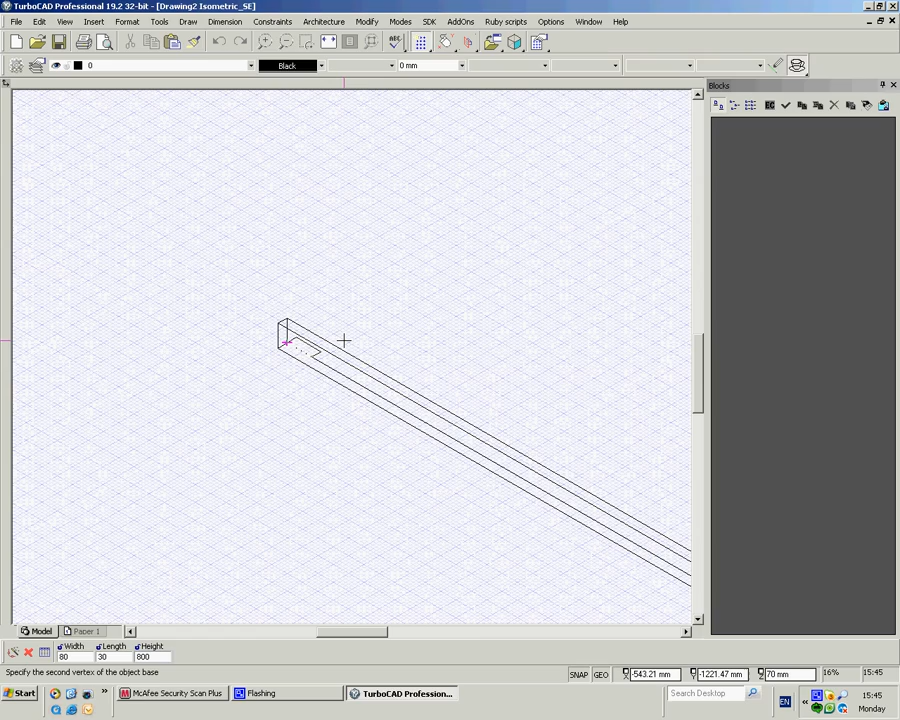 TurboCAD Professional 19.2 32-bit - [Drawing2 Isometric_SE]
File Edit View Insert Format Tools Draw Dimension Constraints Architecture Modify Modes SDK AddOns Ruby scripts Options Window Help
0 Black 0 mm
Blocks
Model Paper 1
Width Length Height
80 30 800
Specify the second vertex of the object base
SNAP GEO X -543.21 mm Y -1221.47 mm Z 70 mm 16% 15:45
Start McAfee Security Scan Plus Flashing TurboCAD Profession... Search Desktop EN 15:45
Monday